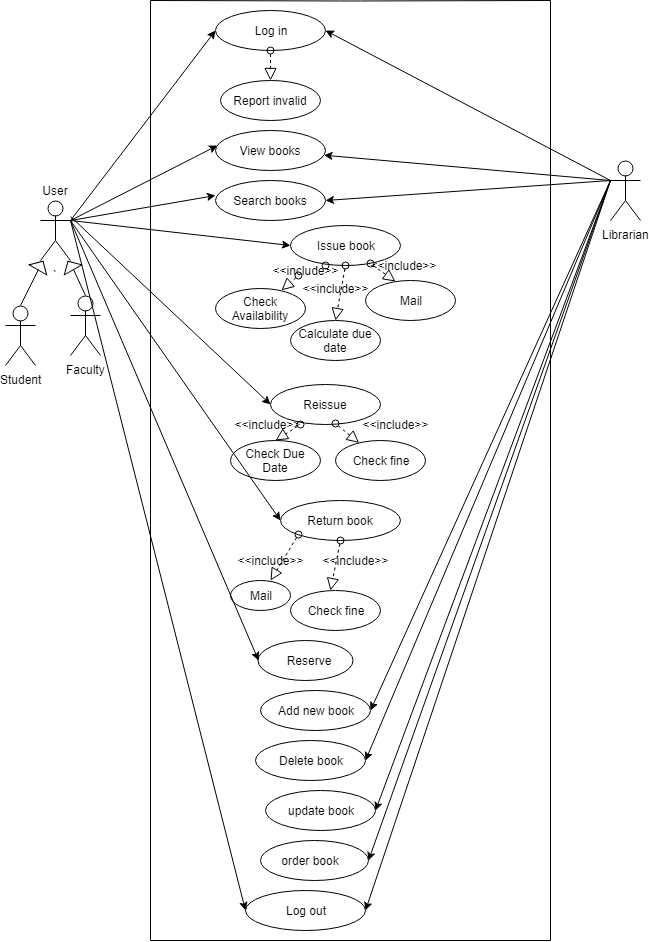 Log in
Report invalid
View books
User
Search books
Librarian
Issue book
<<include>>
<<include>>
<<include>>
Check
Availability
Mail
Calculate due
date
Student
Faculty
Reissue
<<include>>
<<include>>
Check Due
Date
Check fine
Return book
<<include>>
<<include>>
Mail
Check fine
Reserve
Add new book
Delete book
update book
order book
Log out